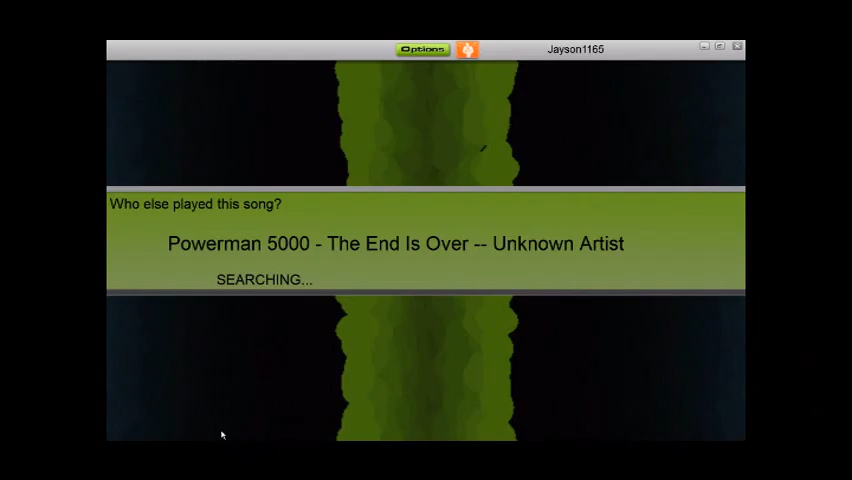 Options
Jayson1165
Who else played this song?
Powerman 5000 - The End Is Over -- Unknown Artist
SEARCHING...